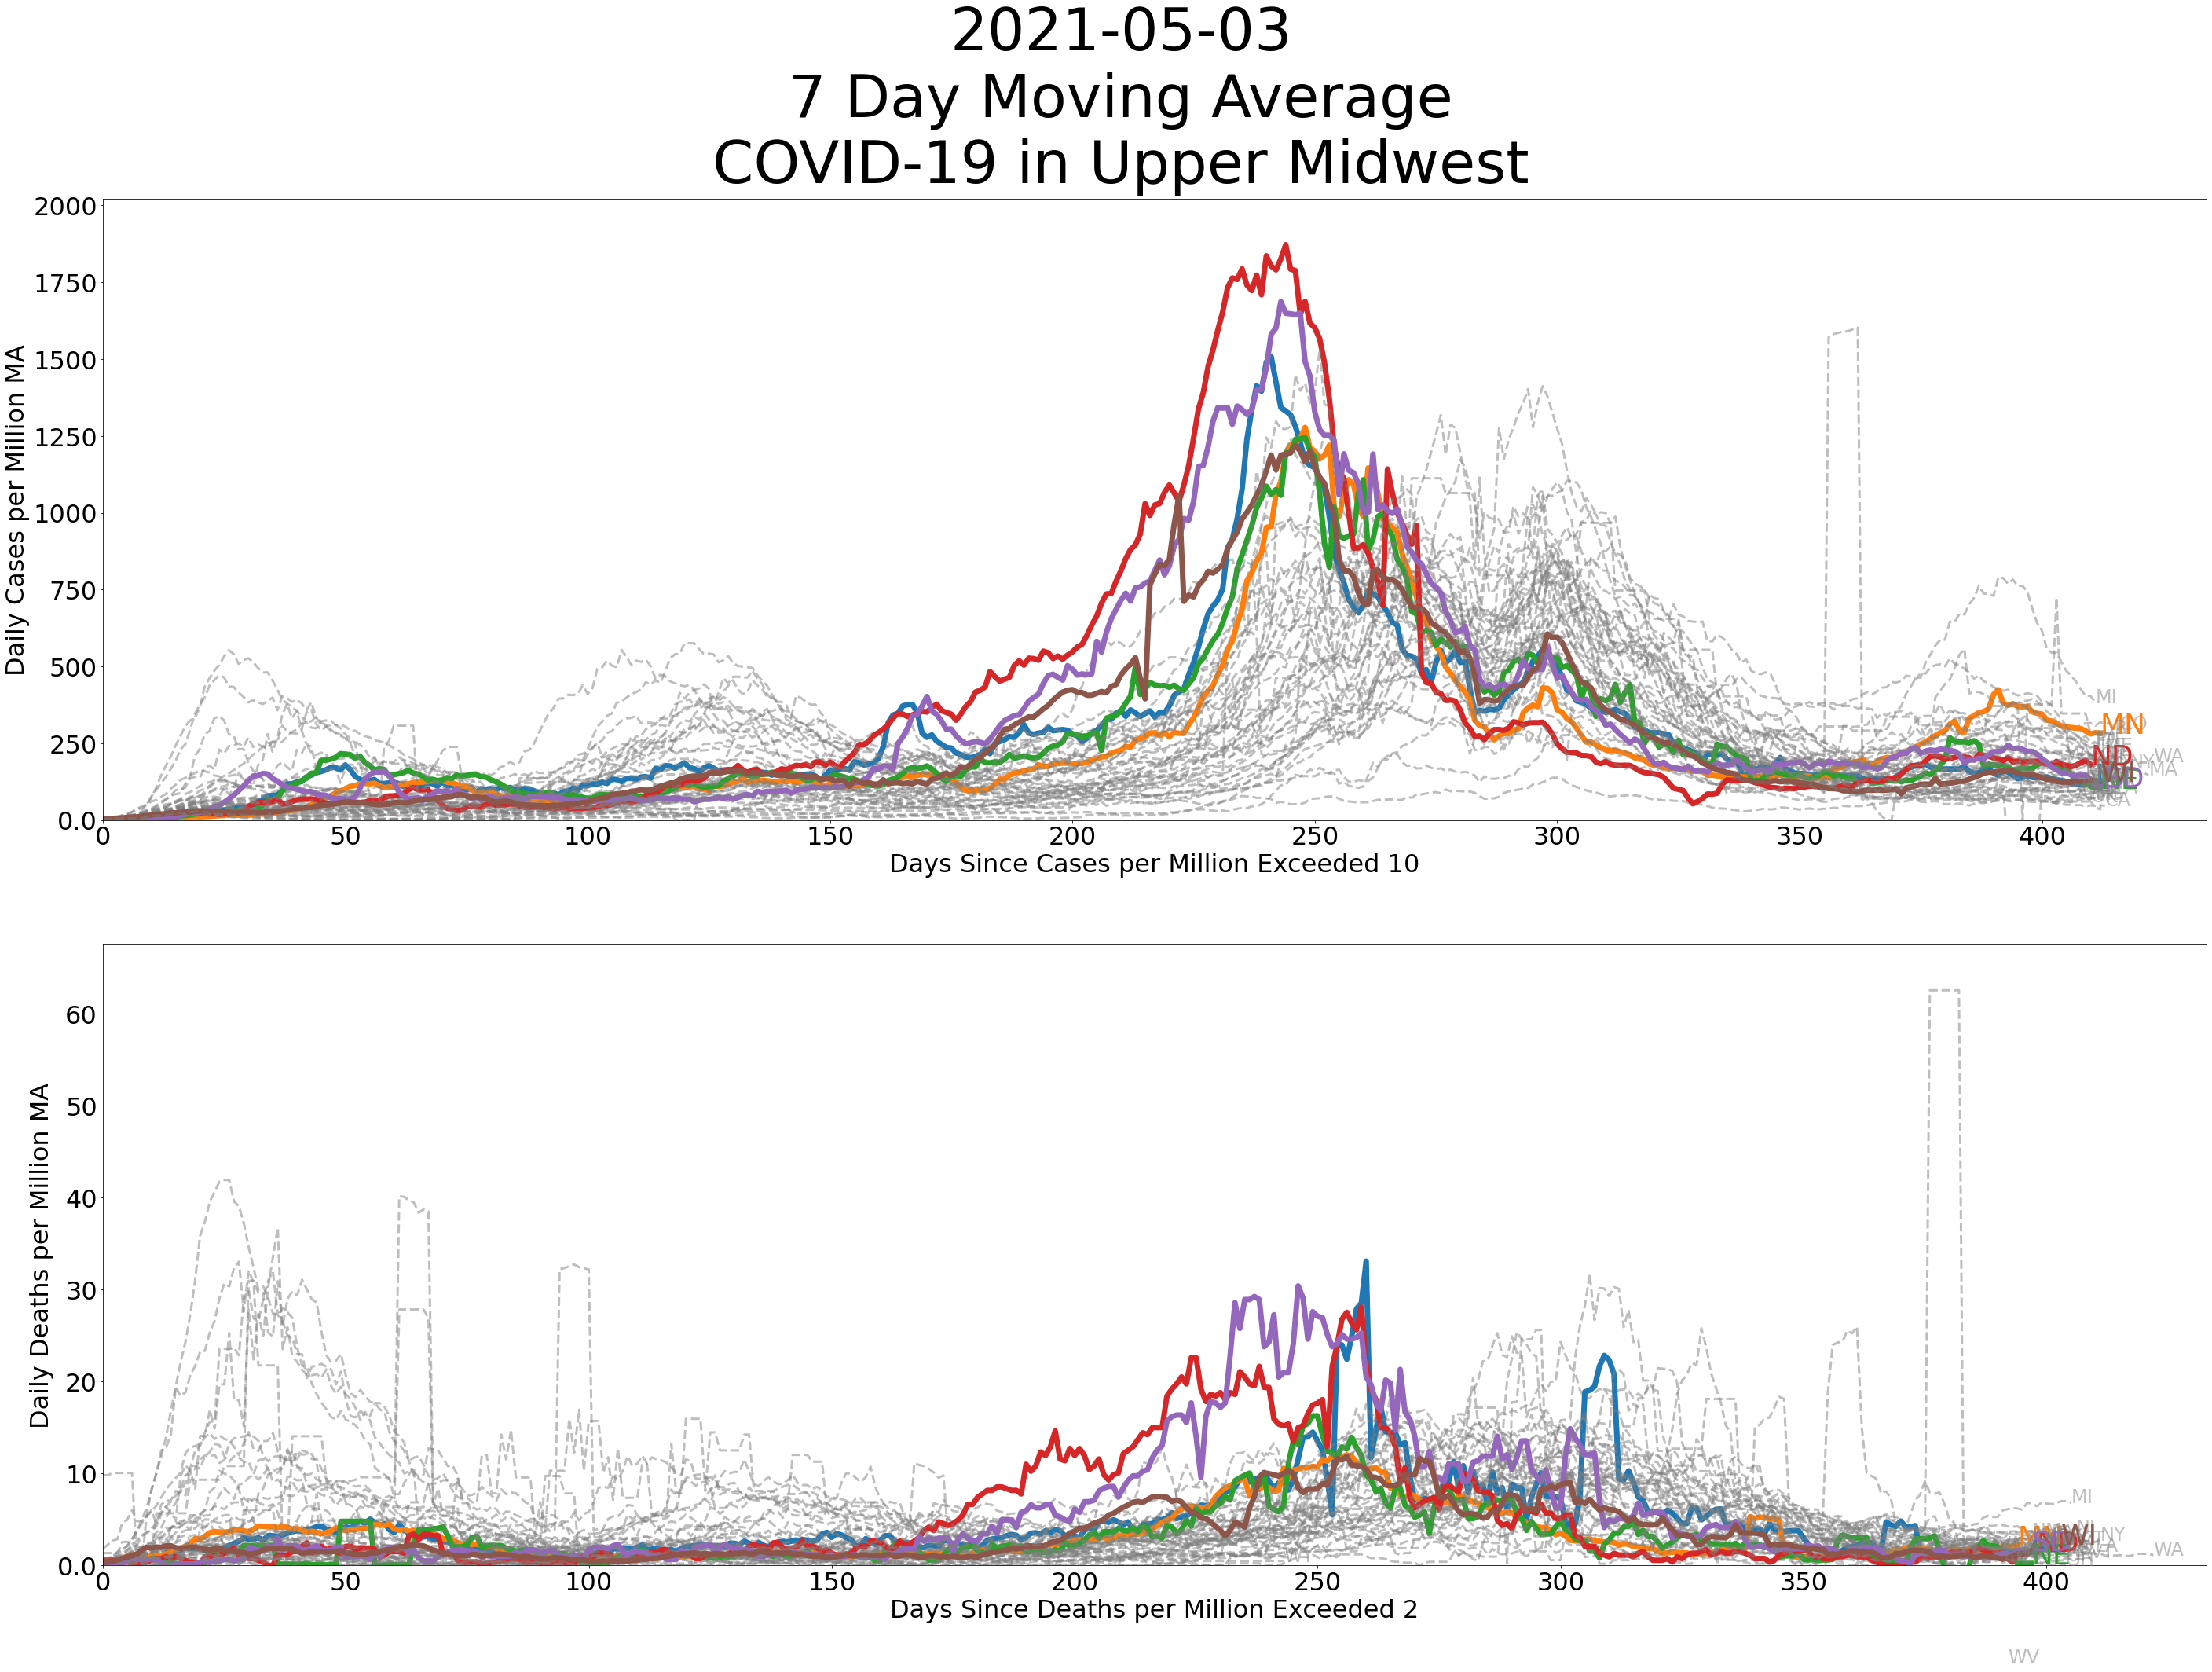 2021-05-03
7 Day Moving Average
COVID-19 in Upper Midwest
2000
1750
1500
1250
1000
750
500
250
0.0
Daily Cases per Million MA
0 50 100 150 200 250 300 350 400
Days Since Cases per Million Exceeded 10
MI
MN
ND
WA
MA
WI
CA
60
50
40
30
20
10
0.0
Daily Deaths per Million MA
0 50 100 150 200 250 300 350 400
Days Since Deaths per Million Exceeded 2
MI
WI
NY
WA
NE
WV